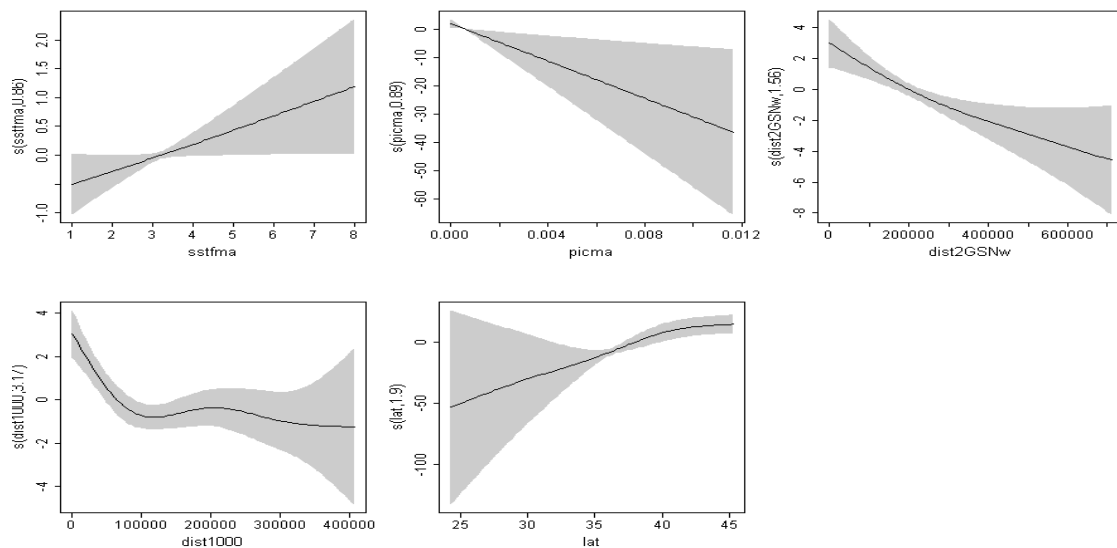 s(sstfma,0.86)
2.0
1.5
1.0
0.5
0.0
-1.0
1 2 3 4 5 6 7 8
sstfma
s(picma,0.89)
0
-10
-20
-30
-40
-50
-60
0.000 0.004 0.008 0.012
picma
s(dist2GSNw,1.56)
4
2
0
-2
-4
-6
-8
0 200000 400000 600000
dist2GSNw
s(dist1000,3.17)
4
2
0
-2
-4
0 100000 200000 300000 400000
dist1000
s(lat,1.9)
0
-50
-100
25 30 35 40 45
lat